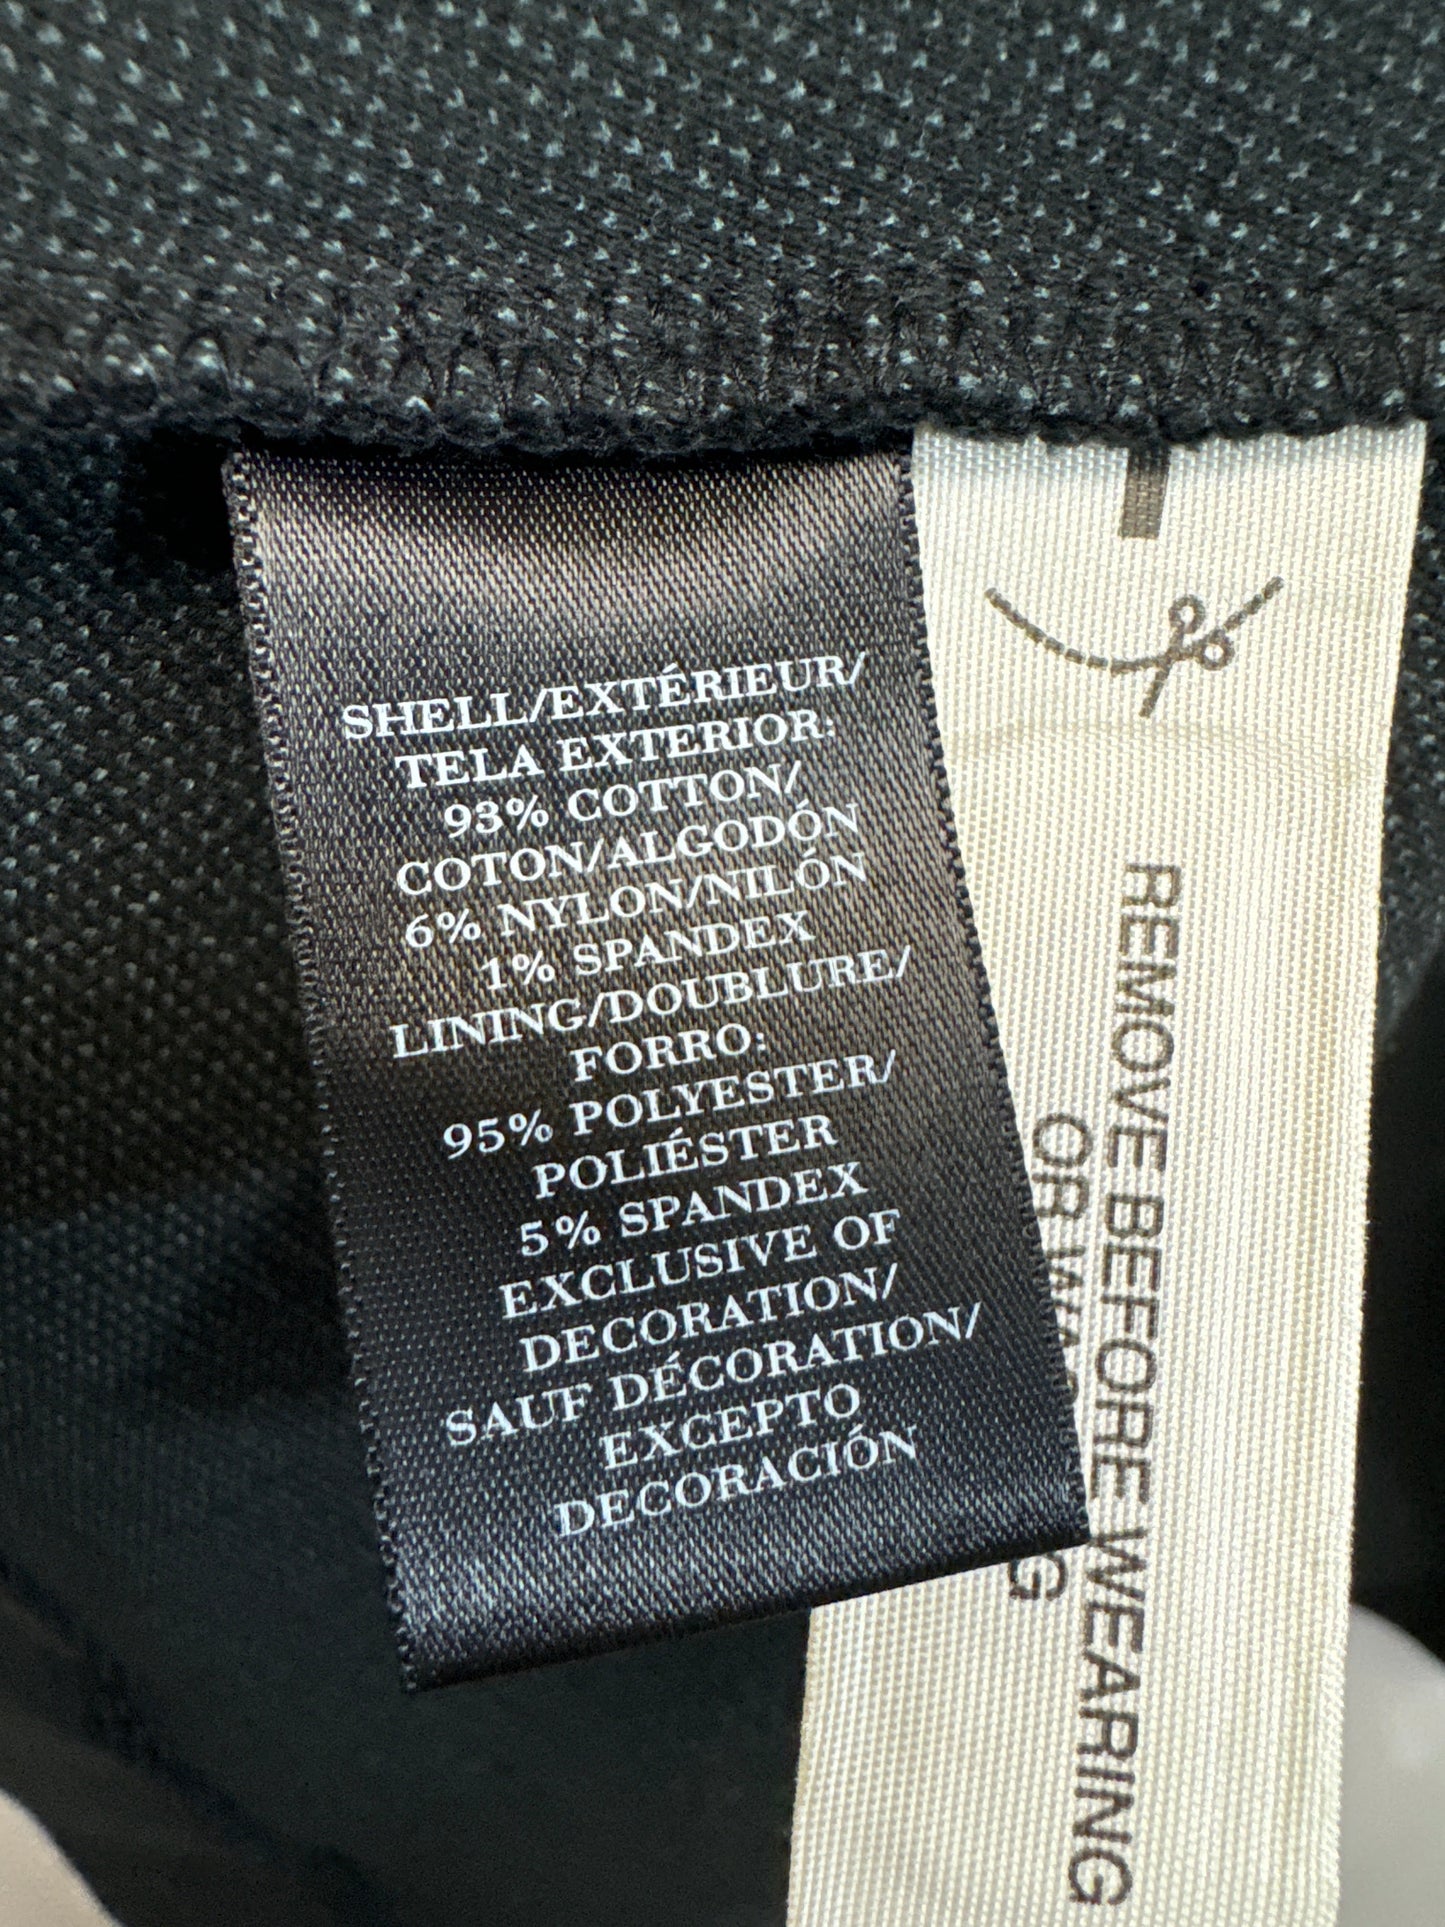 SHELL/EXTÉRIEUR/
TELA EXTERIOR:
93% COTTON/
COTON/ALGODÓN
6% NYLON/NILÓN
1% SPANDEX
LINING/DOUBLURE/
FORRO:
95% POLYESTER/
POLIÉSTER
5% SPANDEX
EXCLUSIVE OF
DECORATION/
SAUF DÉCORATION/
EXCEPTO
DECORACIÓN
REMOVE BEFORE WEARING
OR